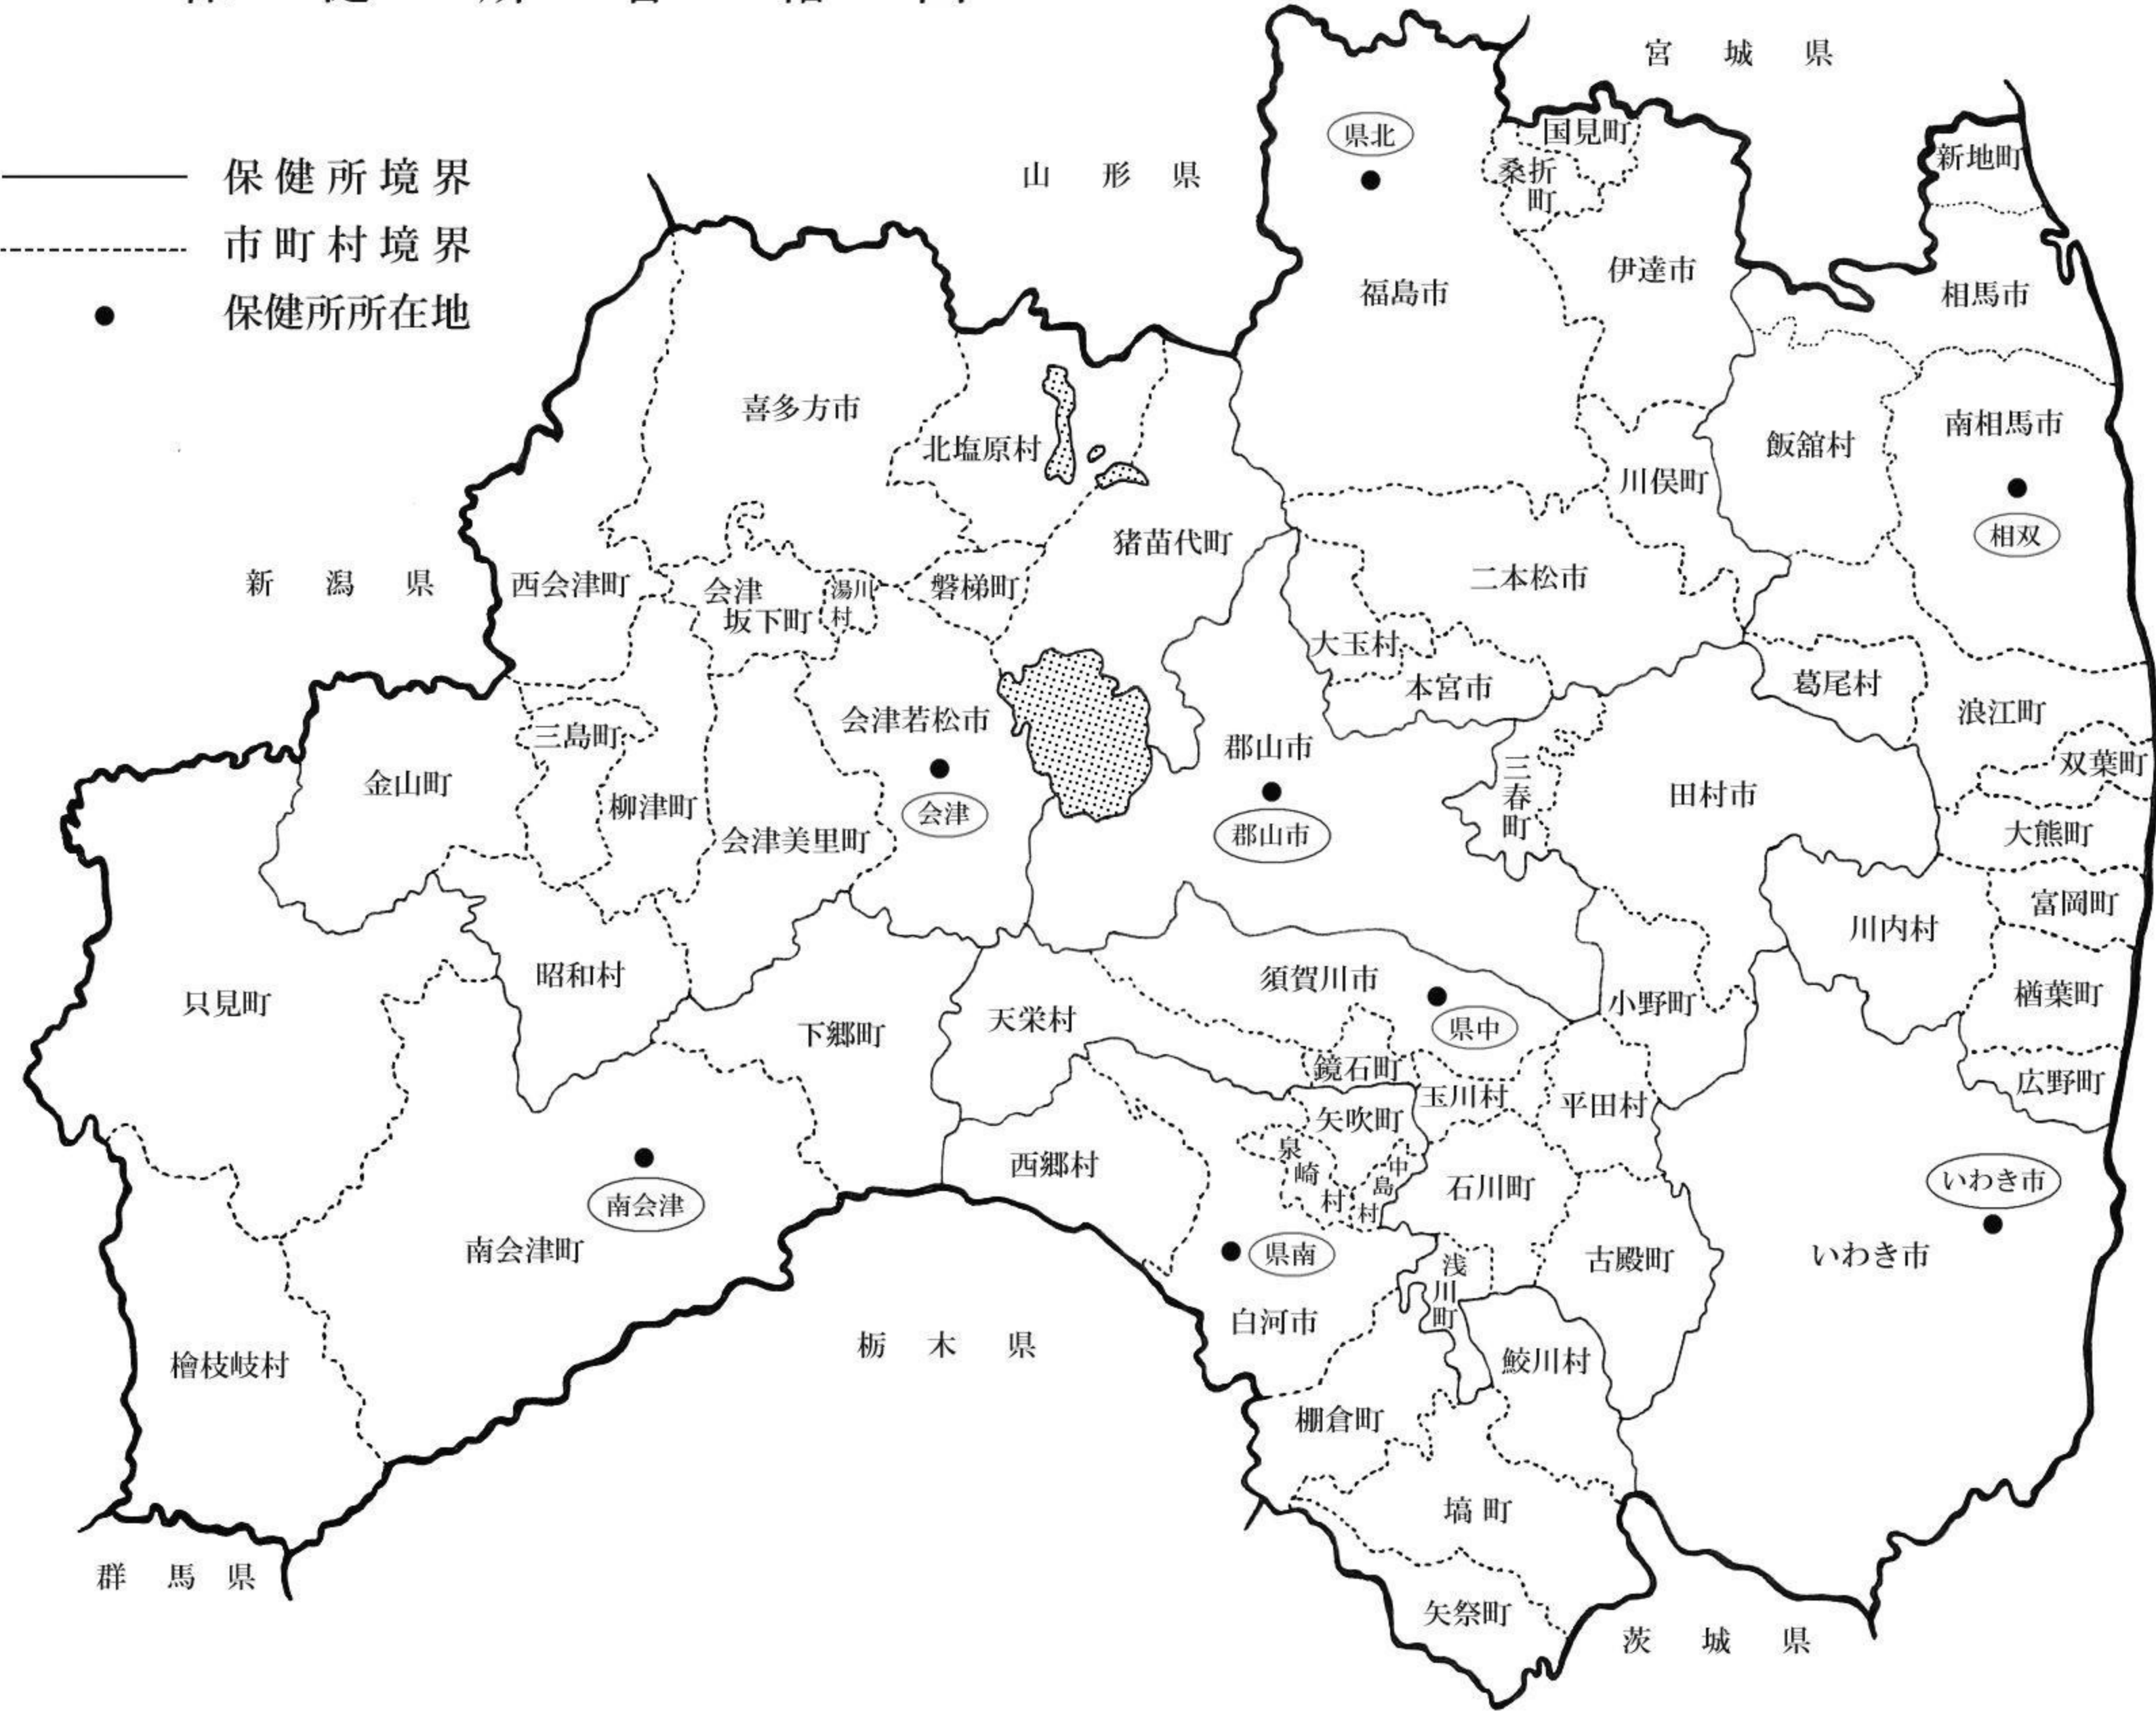 保健所境界
市町村境界
保健所所在地
宮城県
山形県
新潟県
群馬県
栃木県
茨城県
県北
国見町
桑折
町
新地町
福島市
伊達市
相馬市
喜多方市
北塩原村
飯舘村
南相馬市
川俣町
相双
猪苗代町
西会津町
会津
坂下町
湯川
村
磐梯町
二本松市
大玉村
本宮市
葛尾村
浪江町
双葉町
三島町
金山町
柳津町
会津美里町
会津若松市
会津
郡山市
郡山市
三
春
町
田村市
大熊町
富岡町
川内村
楢葉町
広野町
只見町
昭和村
下郷町
天栄村
須賀川市
県中
小野町
鏡石町
玉川村
平田村
矢吹町
泉
崎
村
中
島
村
石川町
西郷村
南会津
南会津町
檜枝岐村
県南
白河市
浅
川
町
古殿町
いわき市
いわき市
鮫川村
棚倉町
塙町
矢祭町